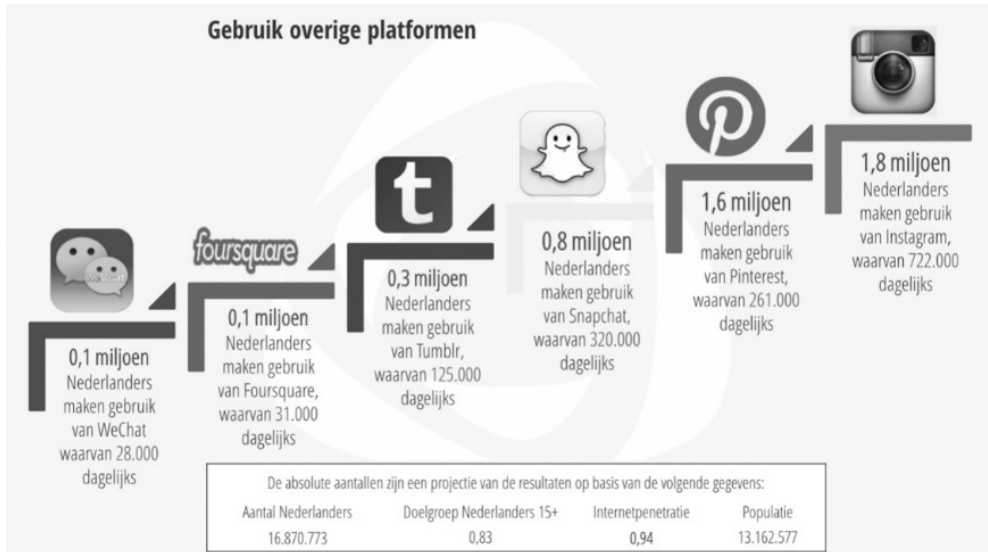 Gebruik overige platformen
0,1 miljoen
Nederlanders
maken gebruik
van WeChat
waarvan 28.000
dagelijks
foursquare
0,1 miljoen
Nederlanders
maken gebruik
van Foursquare,
waarvan 31.000
dagelijks
t
0,3 miljoen
Nederlanders
maken gebruik
van Tumblr,
waarvan 125.000
dagelijks
0,8 miljoen
Nederlanders
maken gebruik
van Snapchat,
waarvan 320.000
dagelijks
1,6 miljoen
Nederlanders
maken gebruik
van Pinterest,
waarvan 261.000
dagelijks
1,8 miljoen
Nederlanders
maken gebruik
van Instagram,
waarvan 722.000
dagelijks
De absolute aantallen zijn een projectie van de resultaten op basis van de volgende gegevens:
Aantal Nederlanders Doelgroep Nederlanders 15+ Internetpenetratie Populatie
16.870.773 0,83 0,94 13.162.577